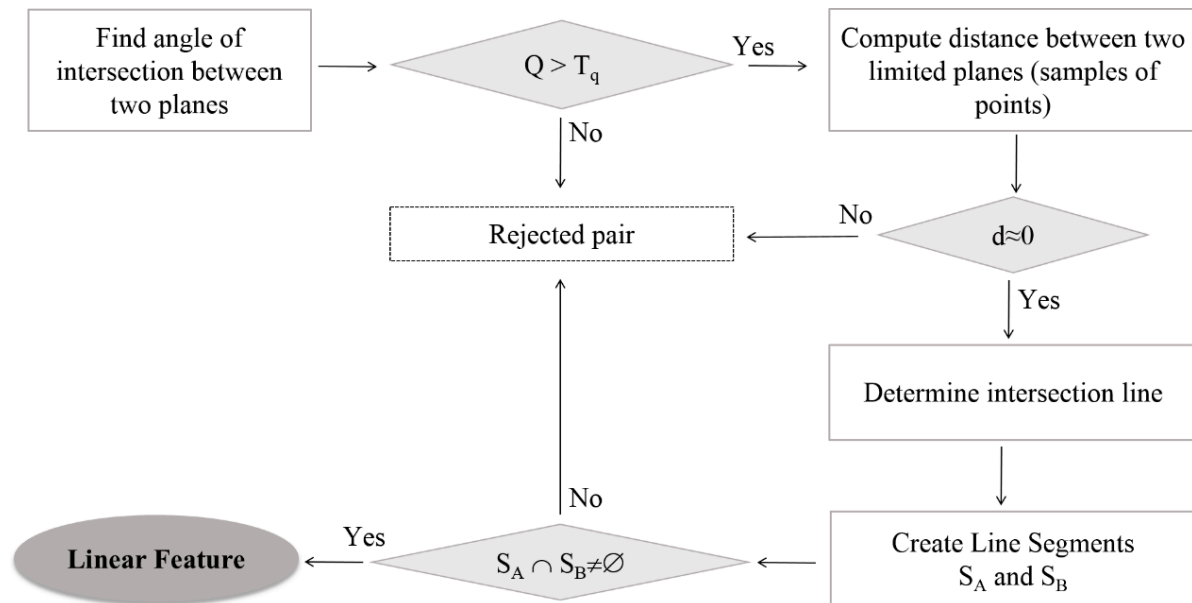 Find angle of
intersection between
two planes
Q > T_q
Yes
Compute distance between two
limited planes (samples of
points)
No
Rejected pair
No
d≈0
Yes
Determine intersection line
No
Yes
Linear Feature
S_A ∩ S_B≠∅
Create Line Segments
S_A and S_B